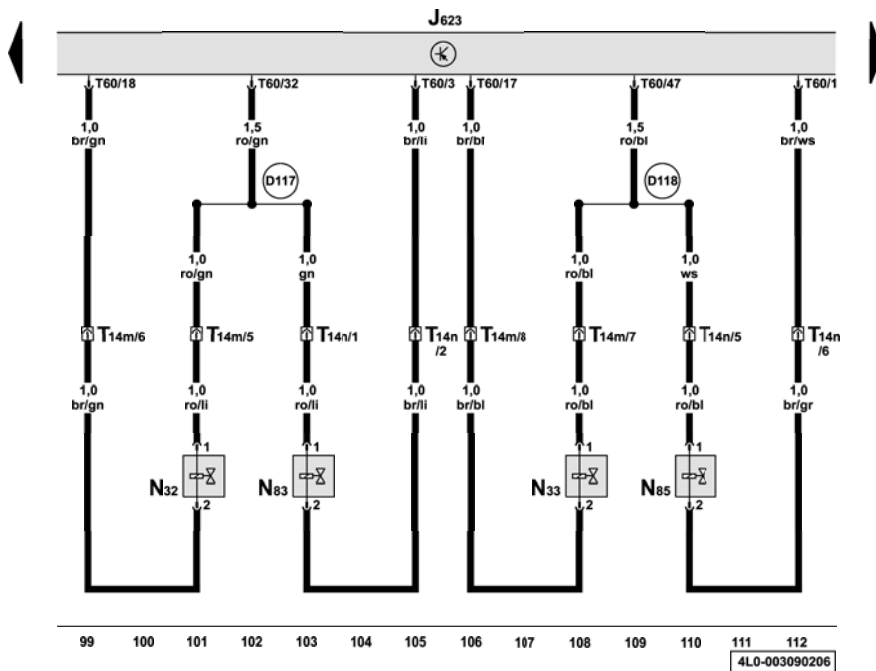 J623
T60/18 T60/32 T60/3 T60/17 T60/47 T60/1
1,0 1,5 1,0 1,0 1,5 1,0
br/gn ro/gn br/li br/bl ro/bl br/ws
D117 D118
1,0 1,0 1,0 1,0
ro/gn gn ro/bl ws
T14m/6 T14m/5 T14n/1 T14n T14m/8 T14m/7 T14n/5 T14n
/2 /6
1,0 1,0 1,0 1,0 1,0 1,0 1,0 1,0
br/gn ro/li ro/li br/li br/bl ro/bl ro/bl br/gr
1 1 1 1
N32 N83 N33 N85
2 2 2 2
99 100 101 102 103 104 105 106 107 108 109 110 111 112
4L0-003090206